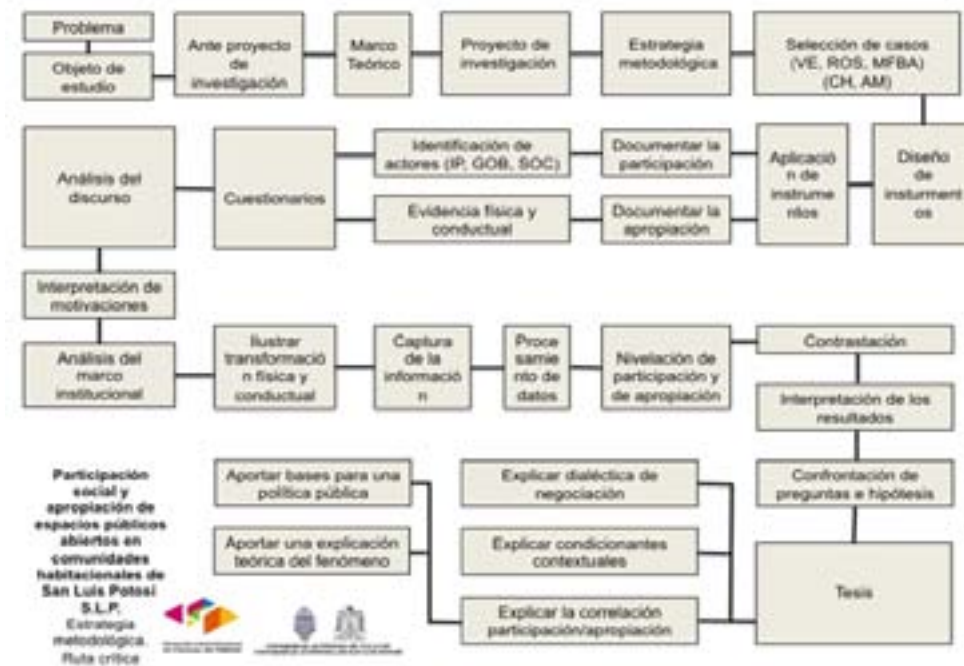 Problema
Objeto de
estudio
Ante proyecto
de
investigación
Marco
Teórico
Proyecto de
investigación
Estrategia
metodológica
Selección de casos
(VE, ROS, MFBA)
(CH, AM)
Análisis del
discurso
Cuestionarios
Identificación de
actores (IP, GOB, SOC)
Documentar la
participación
Evidencia física y
conductual
Documentar la
apropiación
Aplicació
n de
instrume
ntos
Diseño
de
insturment
os
Interpretación de
motivaciones
Análisis del
marco
institucional
Ilustrar
transformació
n física y
conductual
Captura
de la
informació
n
Proce
samie
nto de
datos
Nivelación de
participación y
de apropiación
Contrastación
Interpretación de los
resultados
Confrontación de
preguntas e hipótesis
Tesis
Aportar bases para una
política pública
Aportar una explicación
teórica del fenómeno
Explicar dialéctica de
negociación
Explicar condicionantes
contextuales
Explicar la correlación
participación/apropiación
Participación
social y
apropiación de
espacios públicos
abiertos en
comunidades
habitacionales de
San Luis Potosí
S.L.P.
Estrategia
metodológica.
Ruta crítica